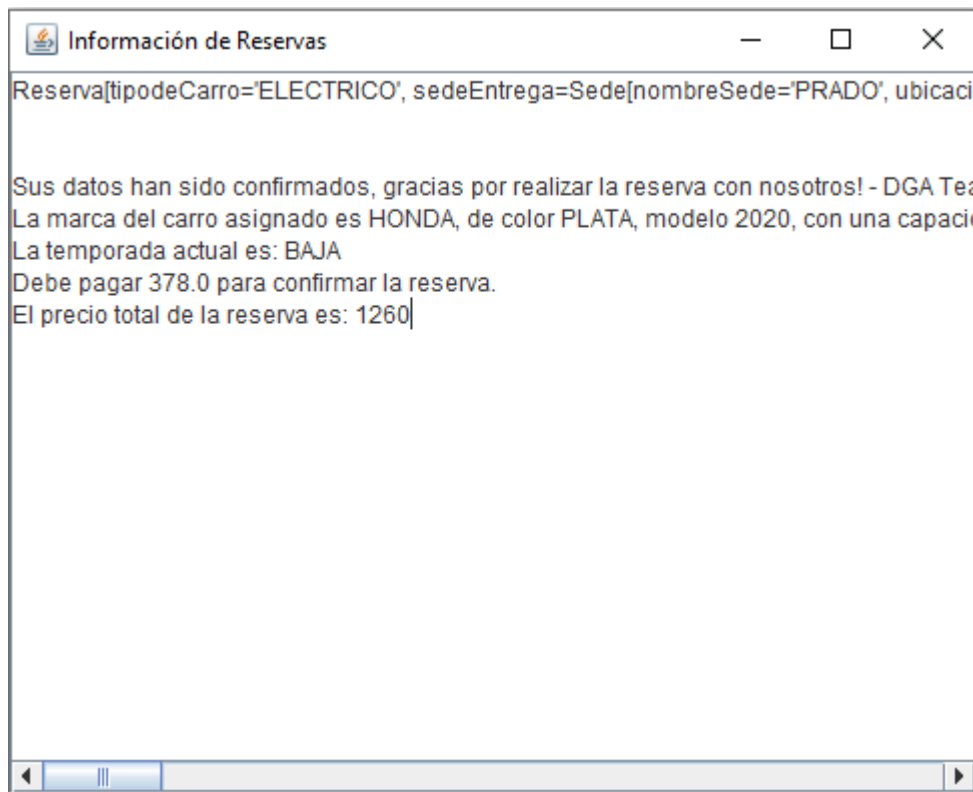 Información de Reservas
Reserva[tipodeCarro='ELECTRICO', sedeEntrega=Sede[nombreSede='PRADO', ubicaci
Sus datos han sido confirmados, gracias por realizar la reserva con nosotros! - DGA Tea
La marca del carro asignado es HONDA, de color PLATA, modelo 2020, con una capaci
La temporada actual es: BAJA
Debe pagar 378.0 para confirmar la reserva.
El precio total de la reserva es: 1260